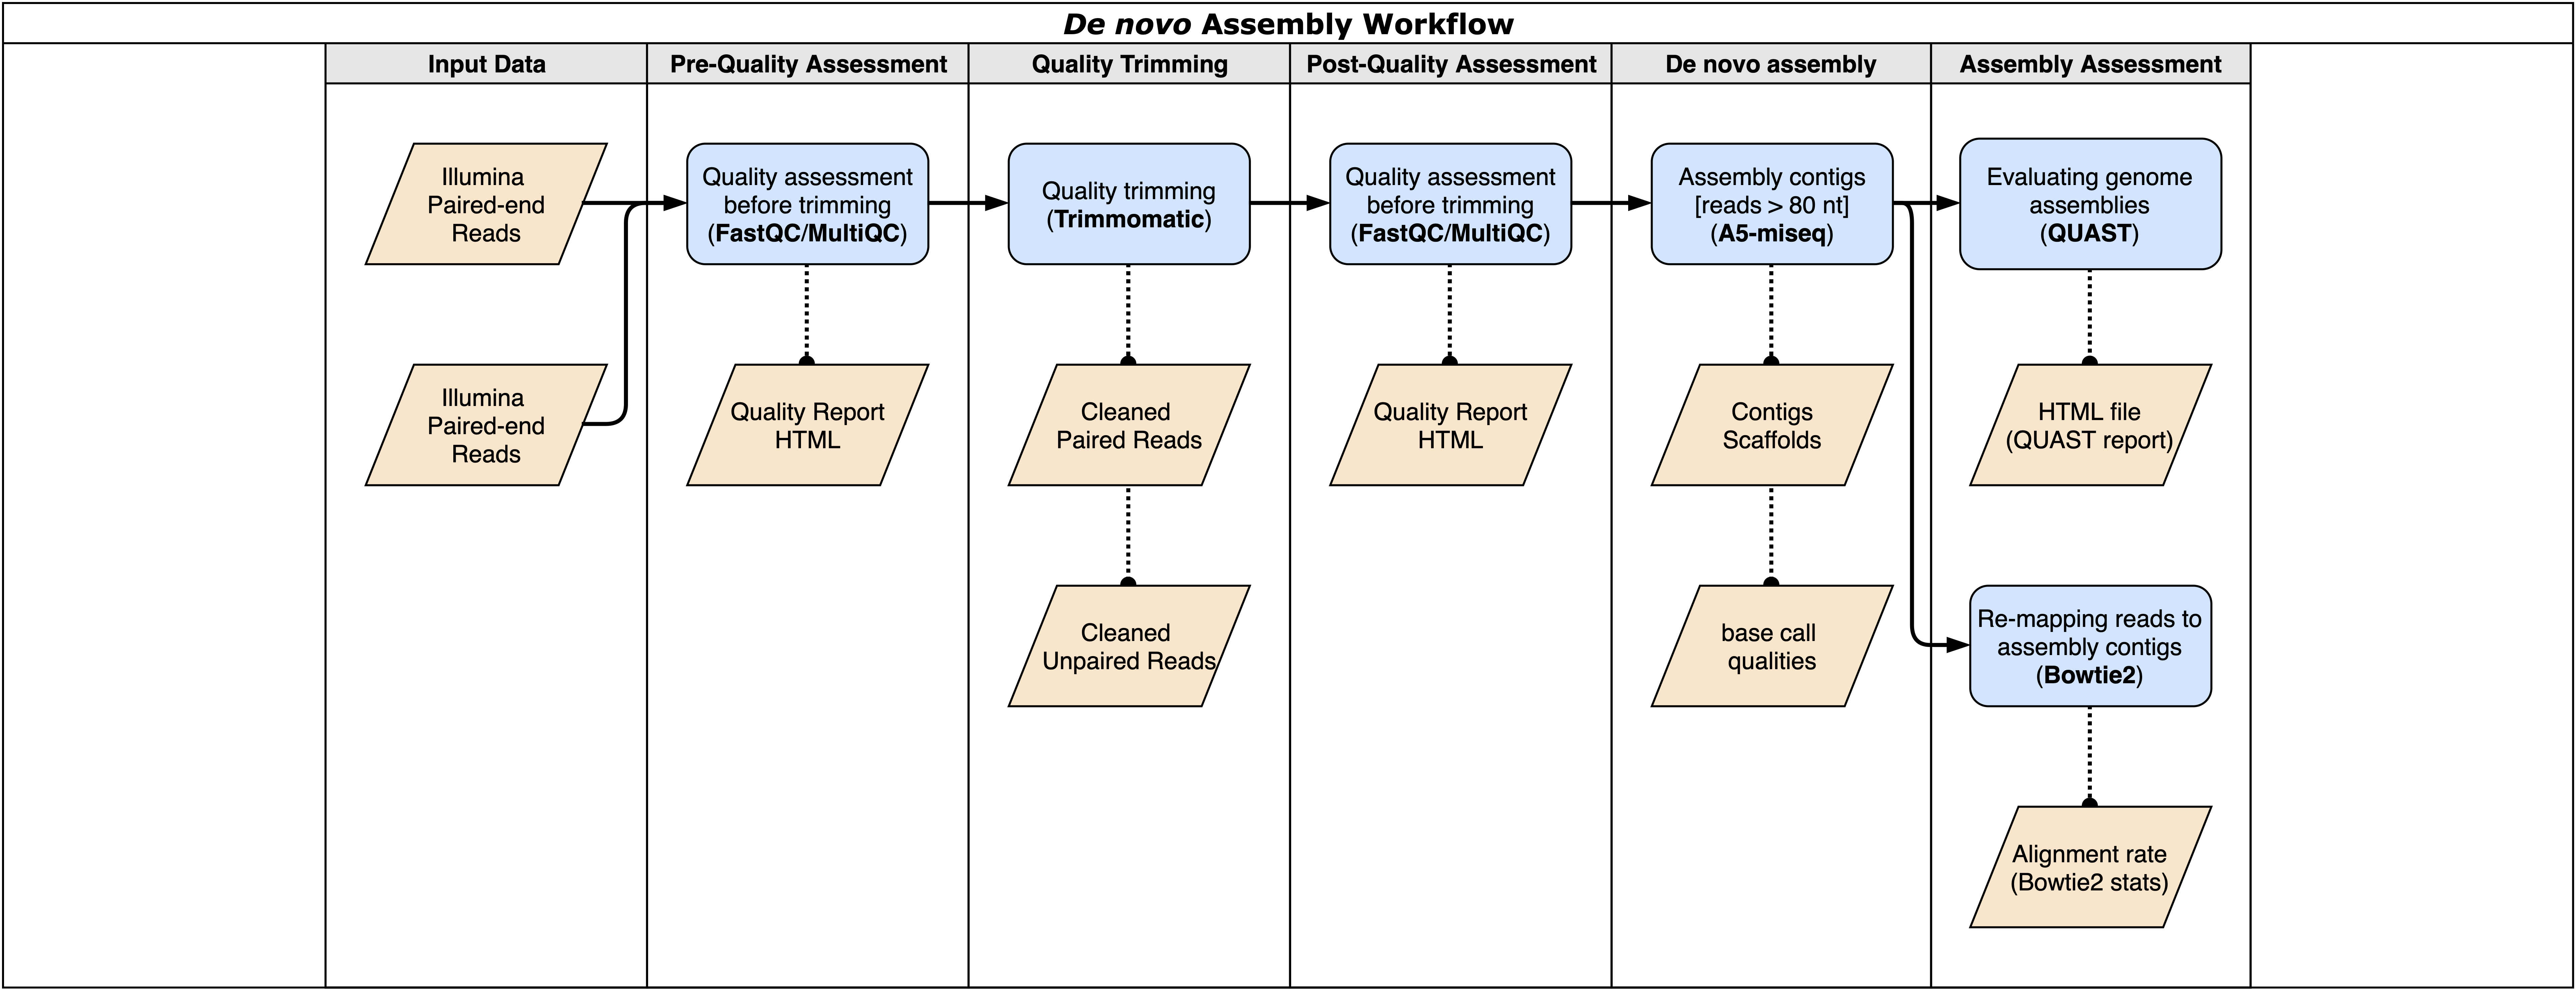 De novo Assembly Workflow
Input Data
Pre-Quality Assessment
Quality Trimming
Post-Quality Assessment
De novo assembly
Assembly Assessment
Illumina
Paired-end
Reads
Illumina
Paired-end
Reads
Quality assessment
before trimming
(FastQC/MultiQC)
Quality Report
HTML
Quality trimming
(Trimmomatic)
Cleaned
Paired Reads
Cleaned
Unpaired Reads
Quality assessment
before trimming
(FastQC/MultiQC)
Quality Report
HTML
Assembly contigs
[reads > 80 nt]
(A5-miseq)
Contigs
Scaffolds
base call
qualities
Evaluating genome
assemblies
(QUAST)
HTML file
(QUAST report)
Re-mapping reads to
assembly contigs
(Bowtie2)
Alignment rate
(Bowtie2 stats)